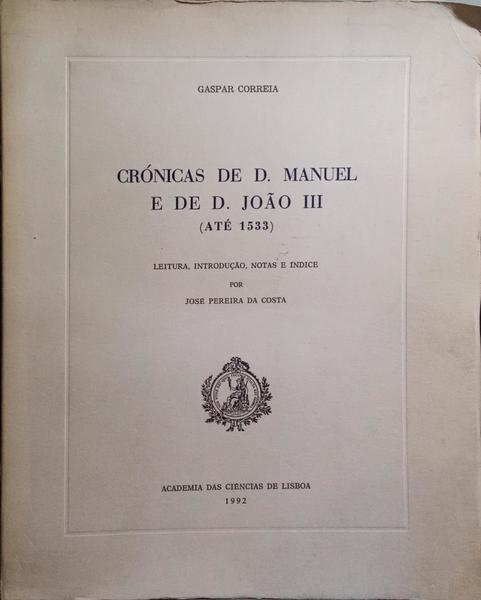 GASPAR CORREIA
CRÓNICAS DE D. MANUEL
E DE D. JOÃO III
(ATÉ 1533)
LEITURA, INTRODUÇÃO, NOTAS E ÍNDICE
POR
JOSÉ PEREIRA DA COSTA
ACADEMIA DAS CIÊNCIAS DE LISBOA
1992